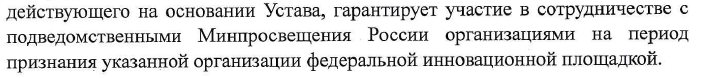 действующего на основании Устава, гарантирует участие в сотрудничестве с
подведомственными Минпросвещения России организациями на период
признания указанной организации федеральной инновационной площадкой.